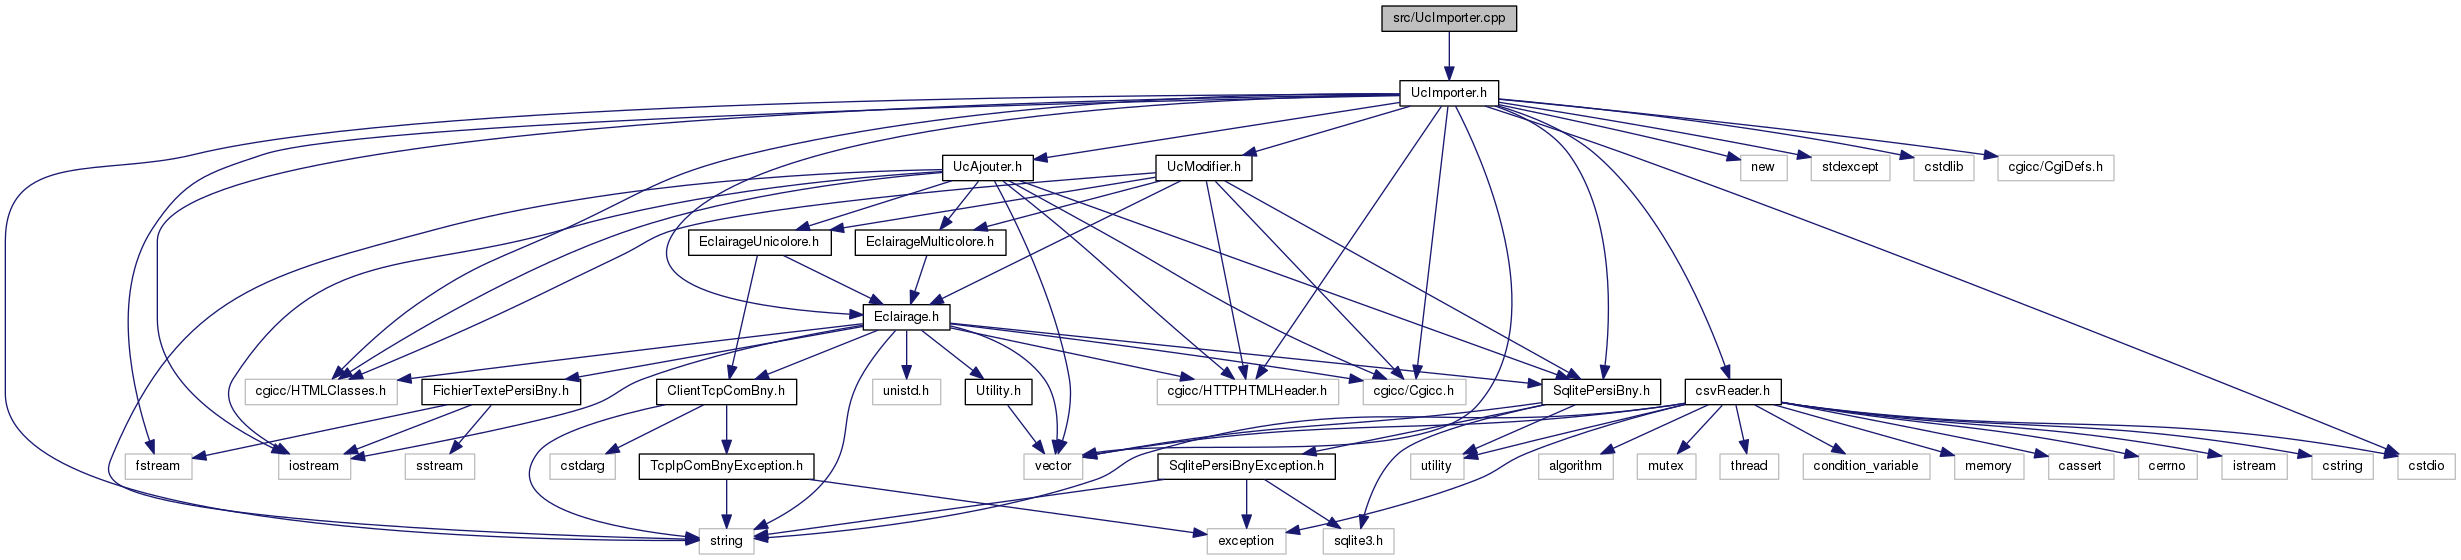 src/UcImporter.cpp
UcImporter.h
UcAjouter.h
UcModifier.h
new
stdexcept
cstdlib
cgicc/CgiDefs.h
EclairageUnicolore.h
EclairageMulticolore.h
Eclairage.h
cgicc/HTMLClasses.h
FichierTextePersiBny.h
ClientTcpComBny.h
unistd.h
Utility.h
cgicc/HTTPHTMLHeader.h
cgicc/Cgicc.h
SqlitePersiBny.h
csvReader.h
fstream
iostream
sstream
cstdarg
TcpIpComBnyException.h
vector
SqlitePersiBnyException.h
utility
algorithm
mutex
thread
condition_variable
memory
cassert
cerrno
istream
cstring
cstdio
string
exception
sqlite3.h